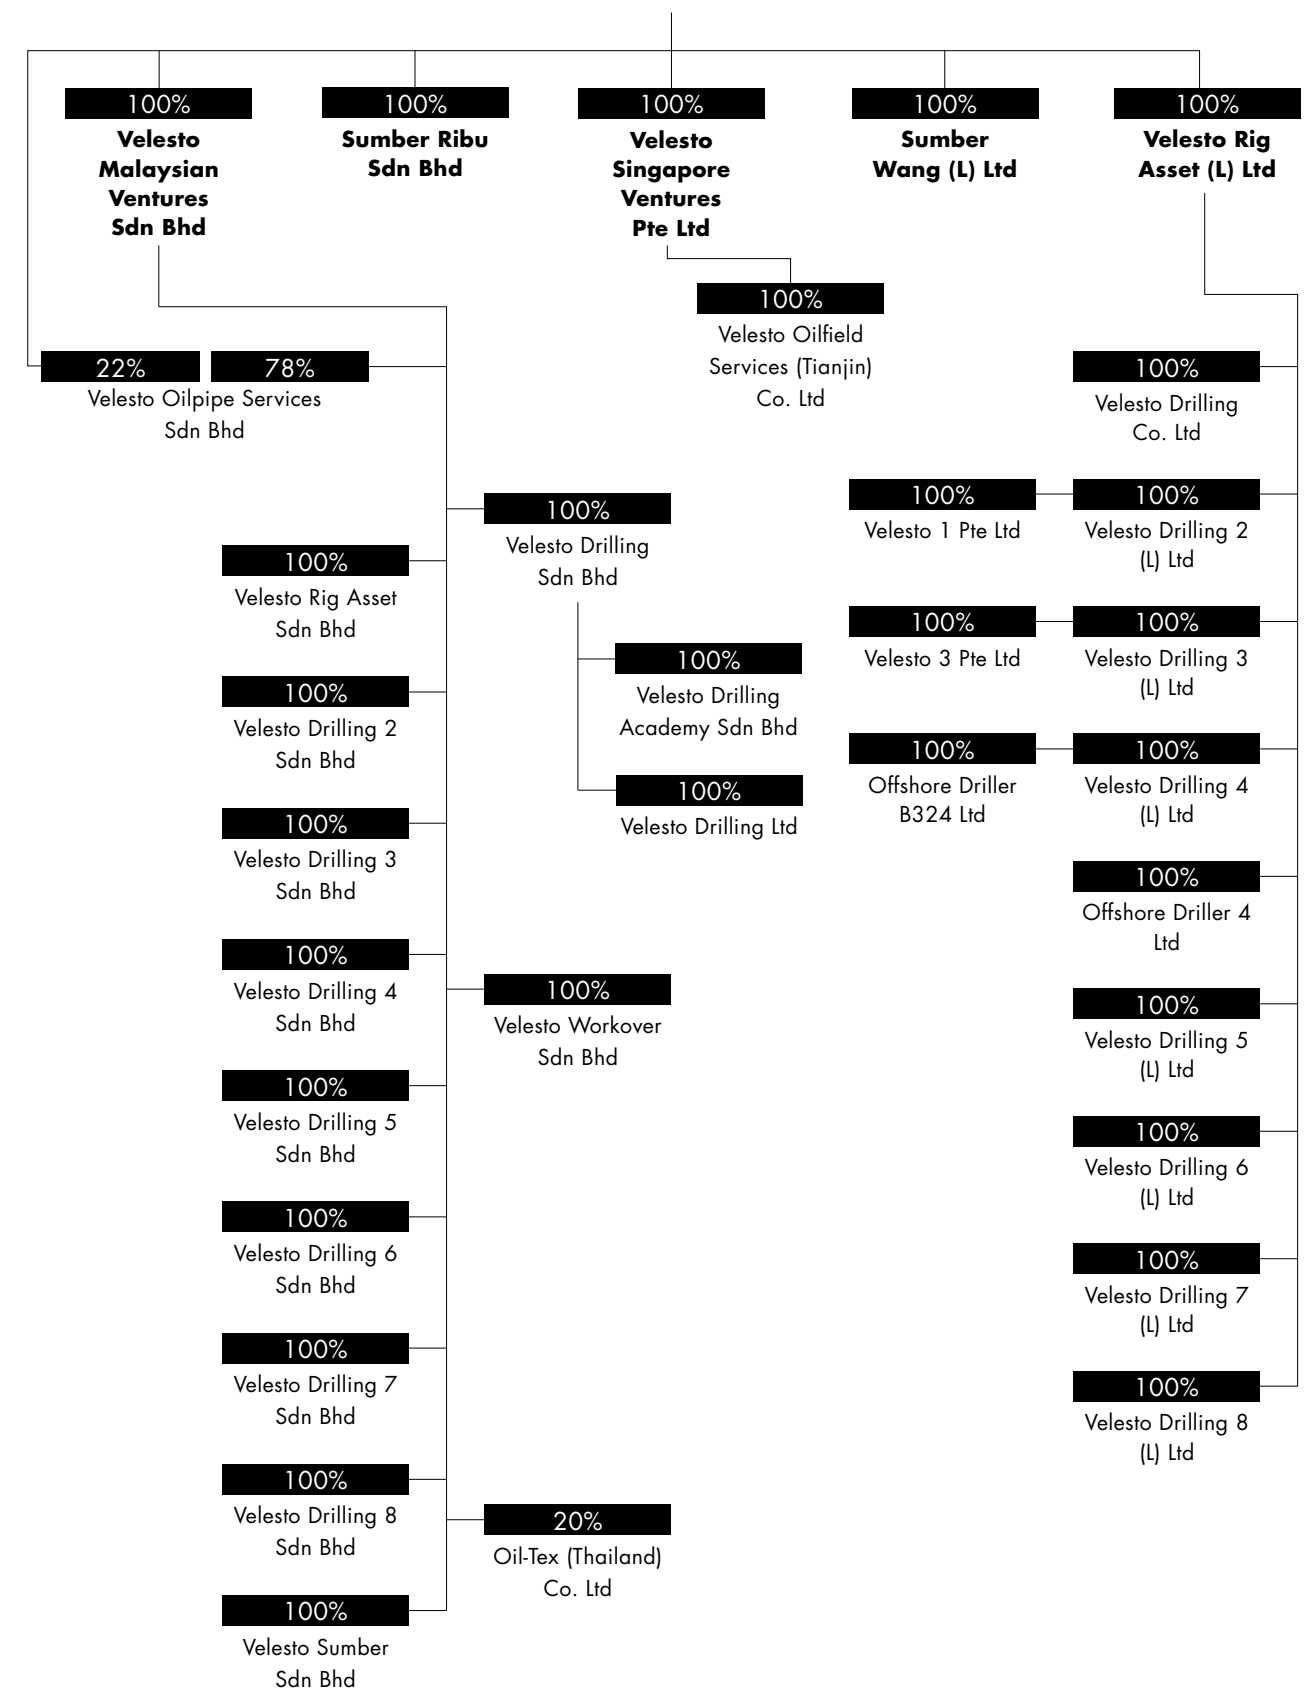 100%
Velesto
Malaysian
Ventures
Sdn Bhd
100%
Sumber Ribu
Sdn Bhd
100%
Velesto
Singapore
Ventures
Pte Ltd
100%
Sumber
Wang (L) Ltd
100%
Velesto Rig
Asset (L) Ltd
100%
Velesto Oilfield
Services (Tianjin)
Co. Ltd
22%
78%
Velesto Oilpipe Services
Sdn Bhd
100%
Velesto Rig Asset
Sdn Bhd
100%
Velesto Drilling 2
Sdn Bhd
100%
Velesto Drilling 3
Sdn Bhd
100%
Velesto Drilling 4
Sdn Bhd
100%
Velesto Drilling 5
Sdn Bhd
100%
Velesto Drilling 6
Sdn Bhd
100%
Velesto Drilling 7
Sdn Bhd
100%
Velesto Drilling 8
Sdn Bhd
100%
Velesto Sumber
Sdn Bhd
100%
Velesto Drilling
Sdn Bhd
100%
Velesto Drilling
Academy Sdn Bhd
100%
Velesto Drilling Ltd
100%
Velesto Workover
Sdn Bhd
20%
Oil-Tex (Thailand)
Co. Ltd
100%
Velesto Drilling
Co. Ltd
100%
Velesto 1 Pte Ltd
100%
Velesto Drilling 2
(L) Ltd
100%
Velesto 3 Pte Ltd
100%
Velesto Drilling 3
(L) Ltd
100%
Offshore Driller
B324 Ltd
100%
Velesto Drilling 4
(L) Ltd
100%
Offshore Driller 4
Ltd
100%
Velesto Drilling 5
(L) Ltd
100%
Velesto Drilling 6
(L) Ltd
100%
Velesto Drilling 7
(L) Ltd
100%
Velesto Drilling 8
(L) Ltd